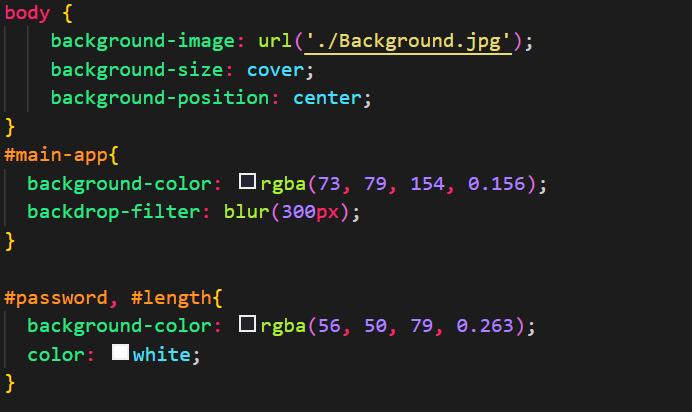 body {
    background-image: url('./Background.jpg');
    background-size: cover;
    background-position: center;
}
#main-app{
  background-color: rgba(73, 79, 154, 0.156);
  backdrop-filter: blur(300px);
}

#password, #length{
  background-color: rgba(56, 50, 79, 0.263);
  color: white;
}